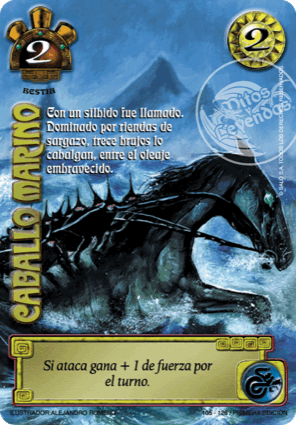 2
2
BESTIA
CABALLO MARINO
Con un silbido fue llamado.
Dominado por riendas de
sargazo, trece brujos lo
cabalgan, entre el oleaje
embravecido.
Mitos y
Leyendas
Si ataca gana + 1 de fuerza por
el turno.
ILUSTRADOR ALEJANDRO
PRIMERA EDICIÓN